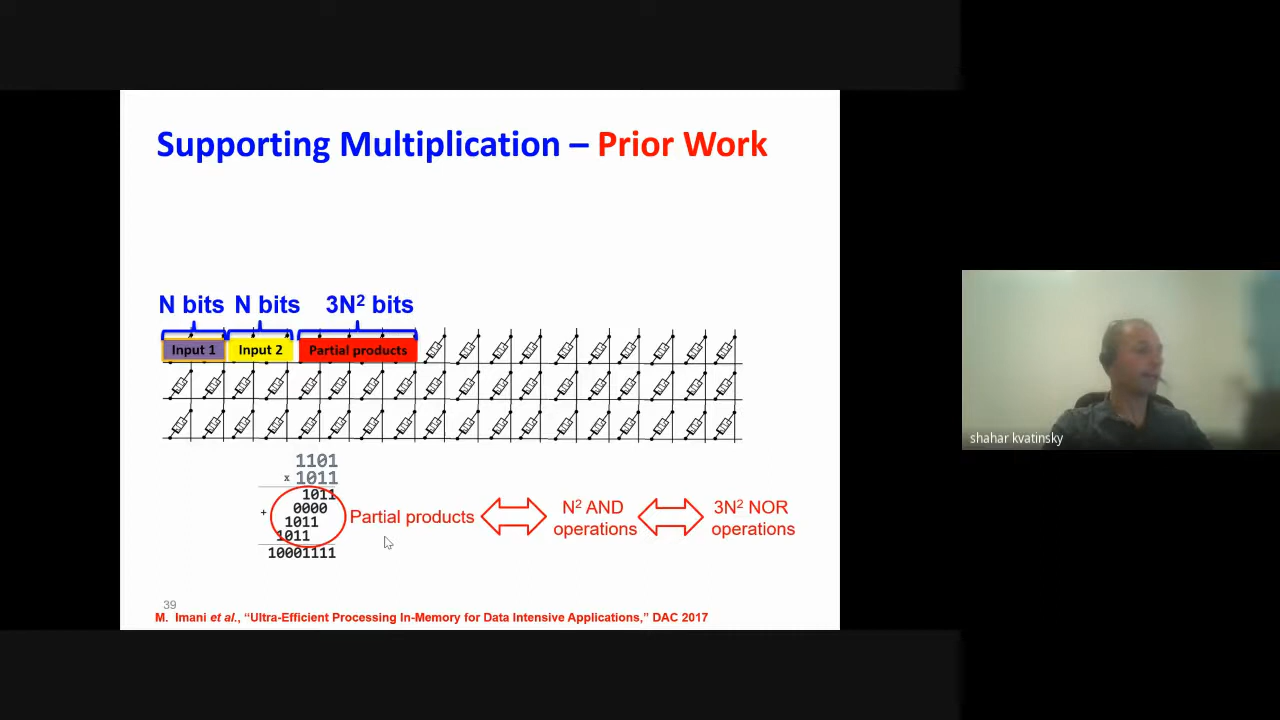 Supporting Multiplication – Prior Work
N bits N bits 3N² bits
Input 1 Input 2 Partial products
1101
x 1011
1011
+ 0000
1011
1011
10001111
Partial products
N² AND
operations
3N² NOR
operations
39
M. Imani et al., “Ultra-Efficient Processing In-Memory for Data Intensive Applications,” DAC 2017
shahar kvatinsky